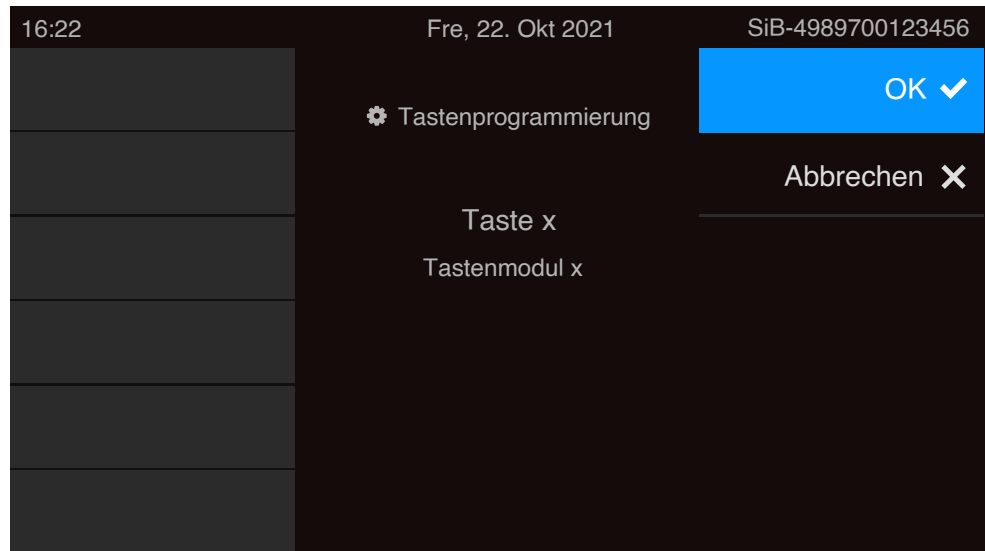 16:22 Fre, 22. Okt 2021 SiB-4989700123456
OK
Tastenprogrammierung
Abbrechen
Taste x
Tastenmodul x